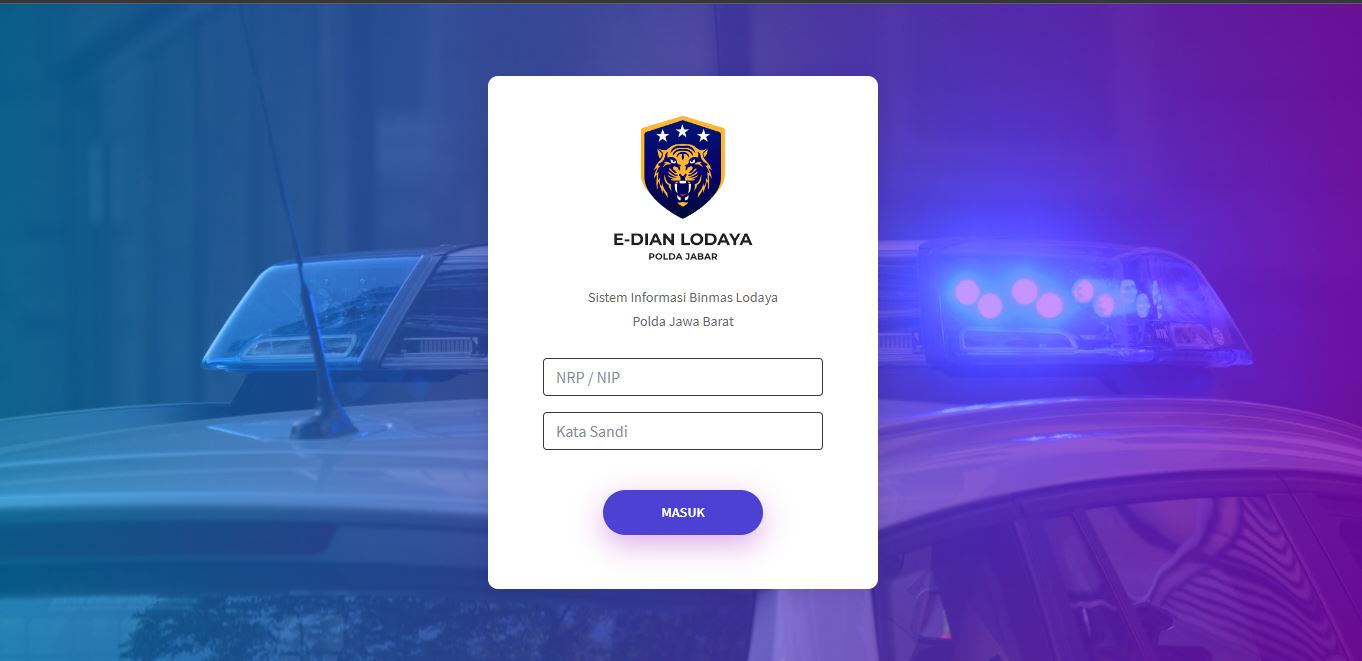 E-DIAN LODAYA
POLDA JABAR
Sistem Informasi Binmas Lodaya
Polda Jawa Barat
NRP / NIP
Kata Sandi
MASUK